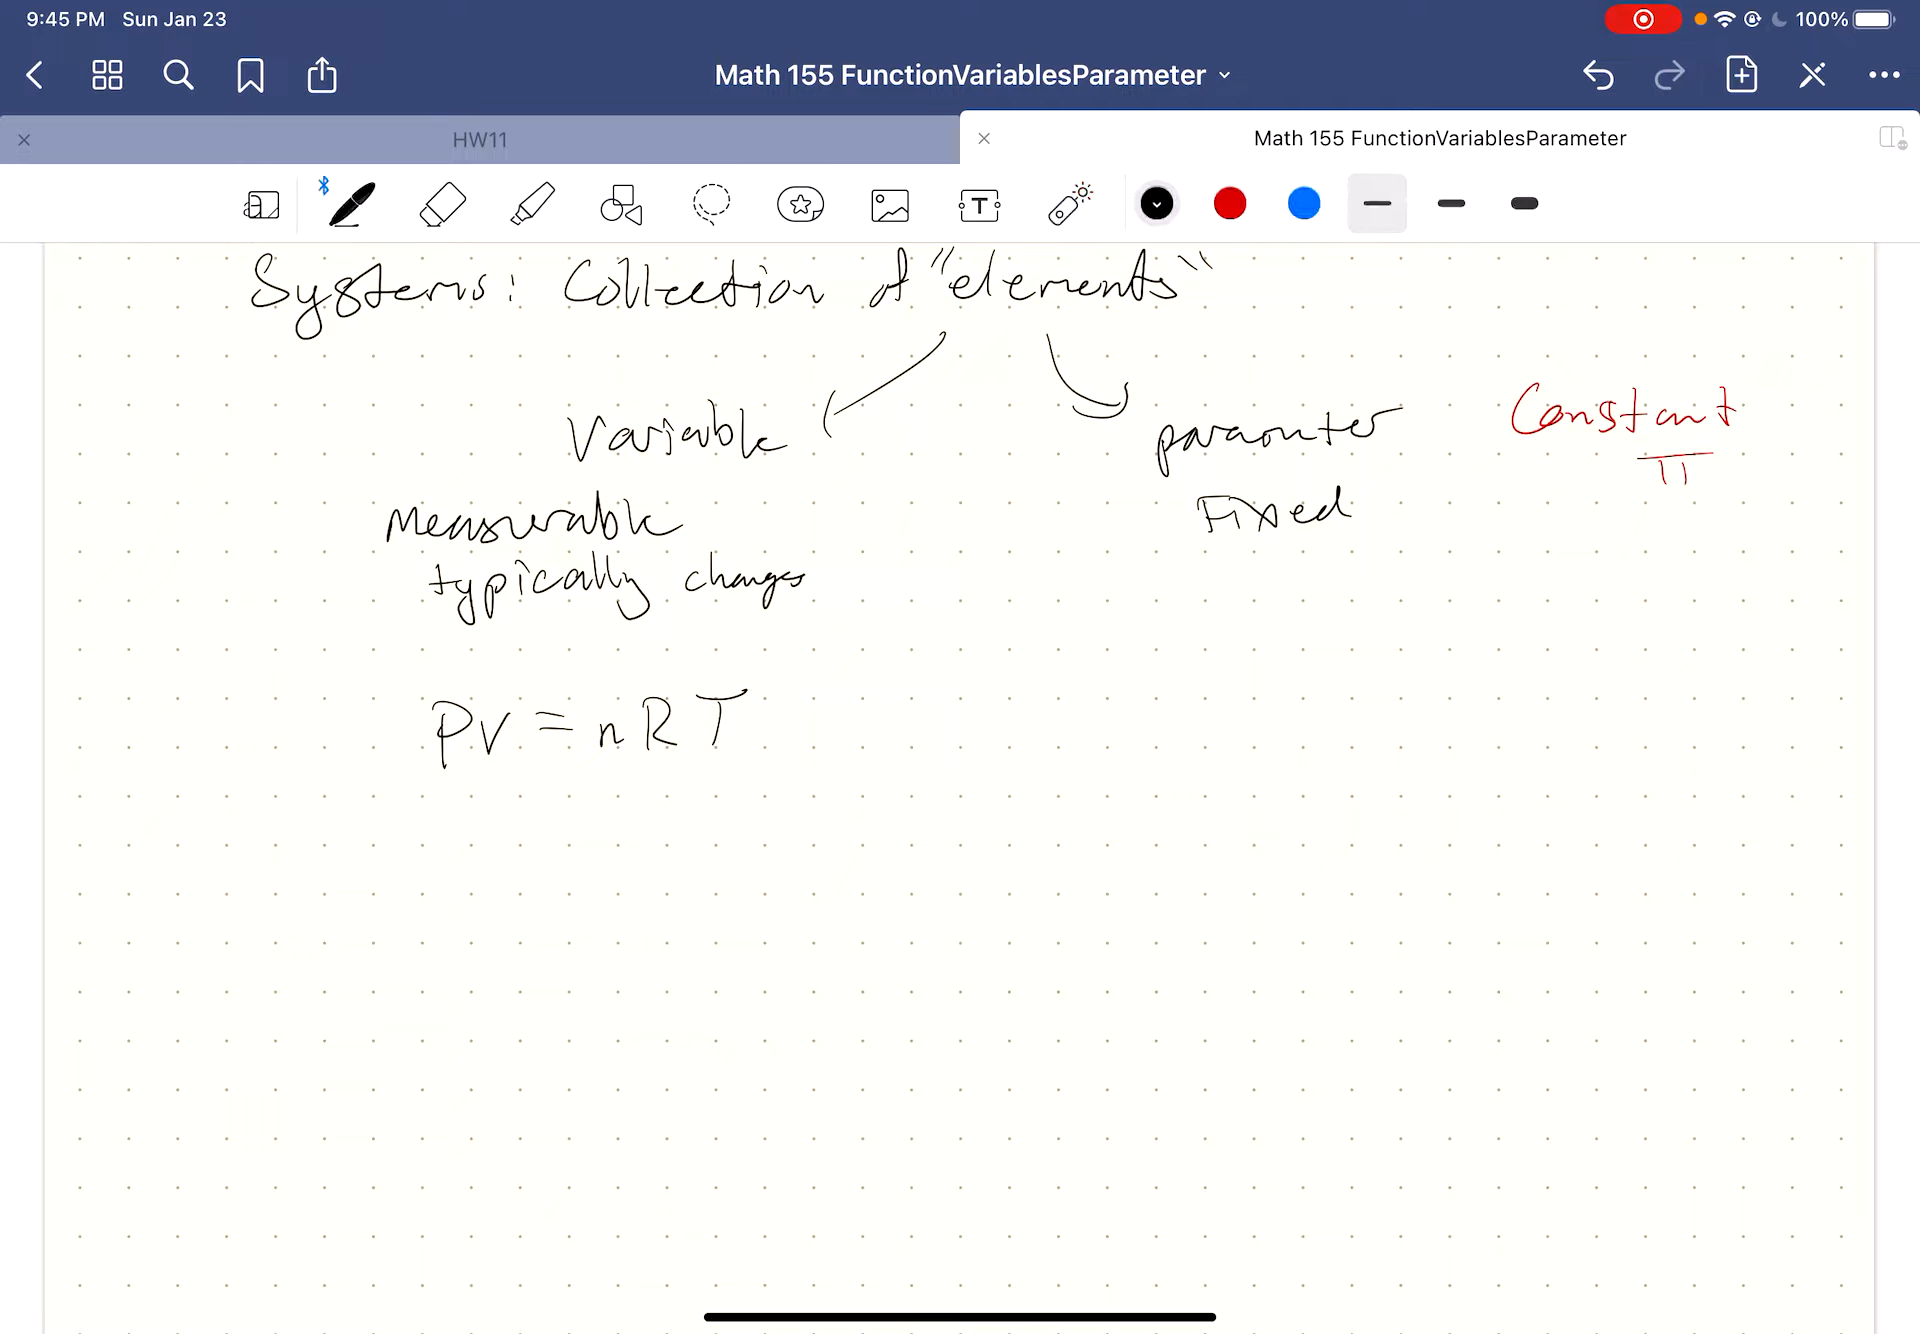 9:45 PM Sun Jan 23
100%
Math 155 FunctionVariablesParameter
HW11
Math 155 FunctionVariablesParameter
Systems: Collection of "elements"
Variable
parameter
Constant
π
Measurable
Fixed
typically changes
PV = nRT